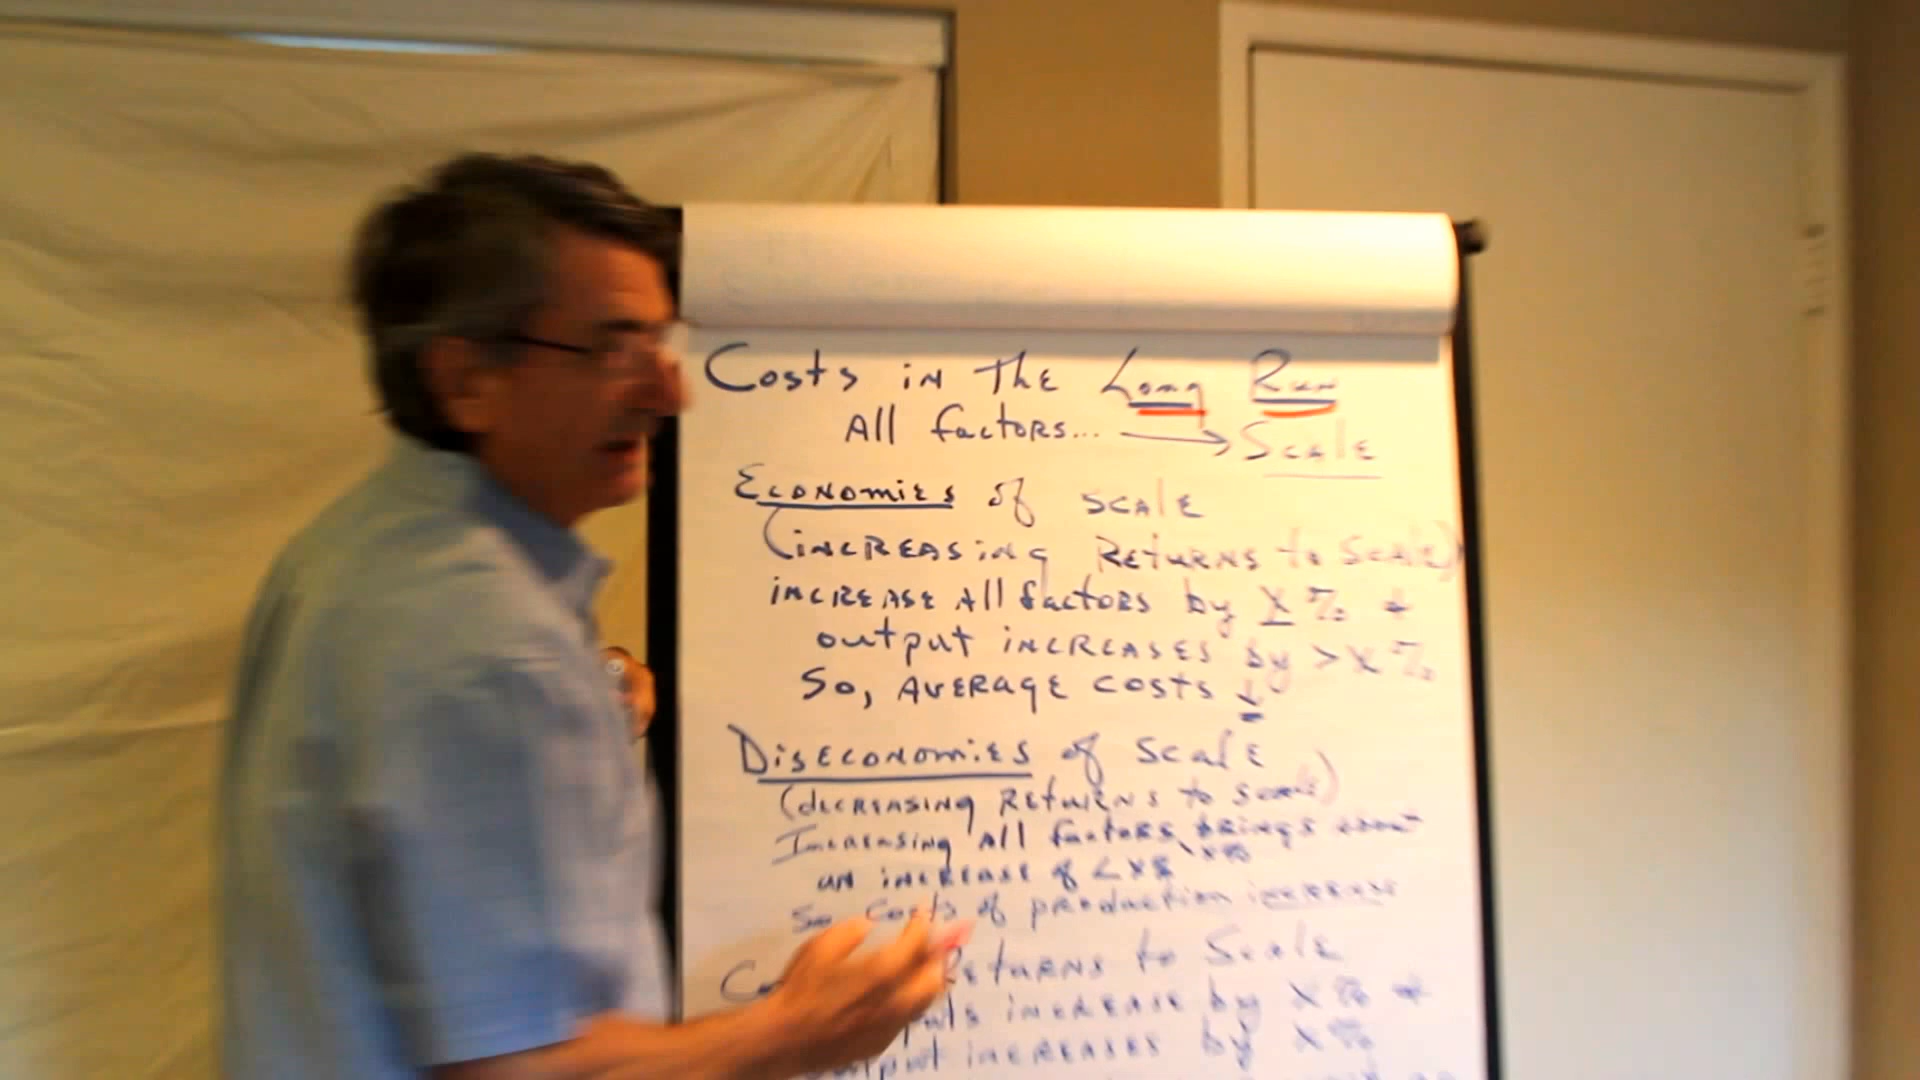 Costs in The Long Run
All factors... → Scale
Economies of scale
(increasing Returns to Scale)
increase All factors by X % +
output increases by > X %
So, Average costs ↓
Diseconomies of Scale
(decreasing Returns to scale)
Increasing All factors brings about
X%
an increase of < X%
So costs of production increase
Returns to Scale
increase by X % +
output increases by X %